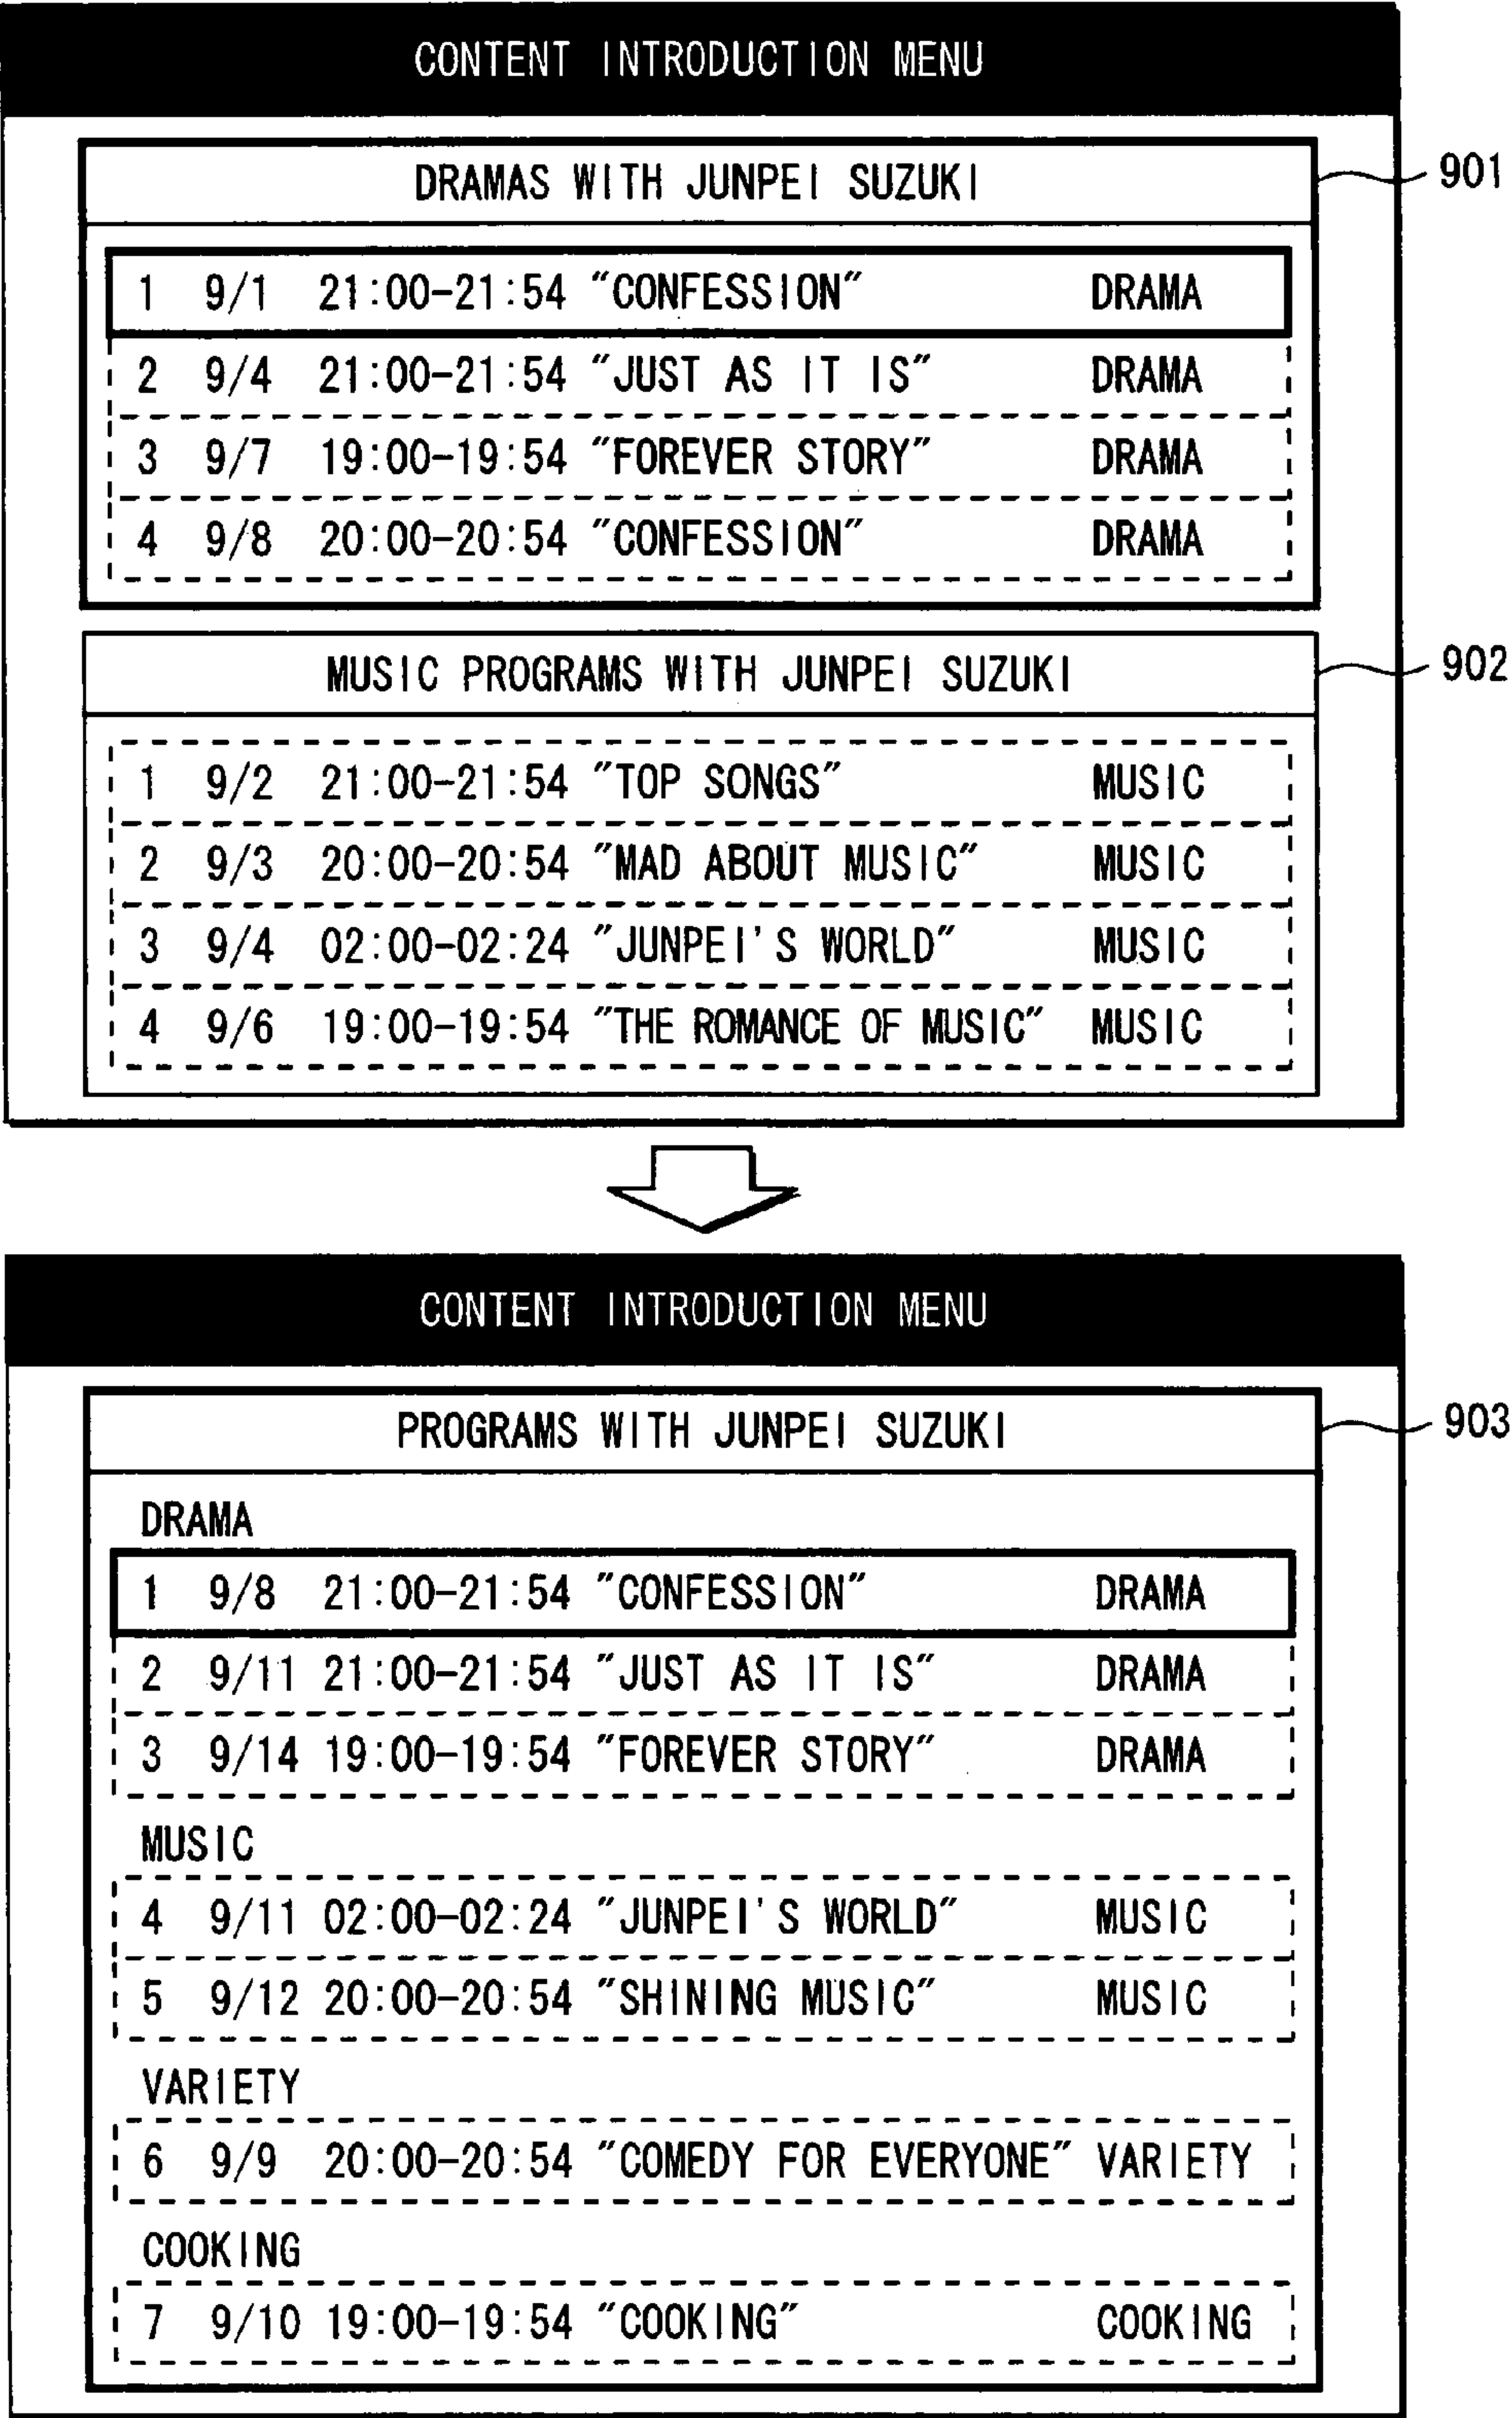 CONTENT INTRODUCTION MENU
DRAMAS WITH JUNPEI SUZUKI
901
1 9/1 21:00-21:54 "CONFESSION" DRAMA
2 9/4 21:00-21:54 "JUST AS IT IS" DRAMA
3 9/7 19:00-19:54 "FOREVER STORY" DRAMA
4 9/8 20:00-20:54 "CONFESSION" DRAMA
MUSIC PROGRAMS WITH JUNPEI SUZUKI
902
1 9/2 21:00-21:54 "TOP SONGS" MUSIC
2 9/3 20:00-20:54 "MAD ABOUT MUSIC" MUSIC
3 9/4 02:00-02:24 "JUNPEI'S WORLD" MUSIC
4 9/6 19:00-19:54 "THE ROMANCE OF MUSIC" MUSIC
CONTENT INTRODUCTION MENU
PROGRAMS WITH JUNPEI SUZUKI
903
DRAMA
1 9/8 21:00-21:54 "CONFESSION" DRAMA
2 9/11 21:00-21:54 "JUST AS IT IS" DRAMA
3 9/14 19:00-19:54 "FOREVER STORY" DRAMA
MUSIC
4 9/11 02:00-02:24 "JUNPEI'S WORLD" MUSIC
5 9/12 20:00-20:54 "SHINING MUSIC" MUSIC
VARIETY
6 9/9 20:00-20:54 "COMEDY FOR EVERYONE" VARIETY
COOKING
7 9/10 19:00-19:54 "COOKING" COOKING